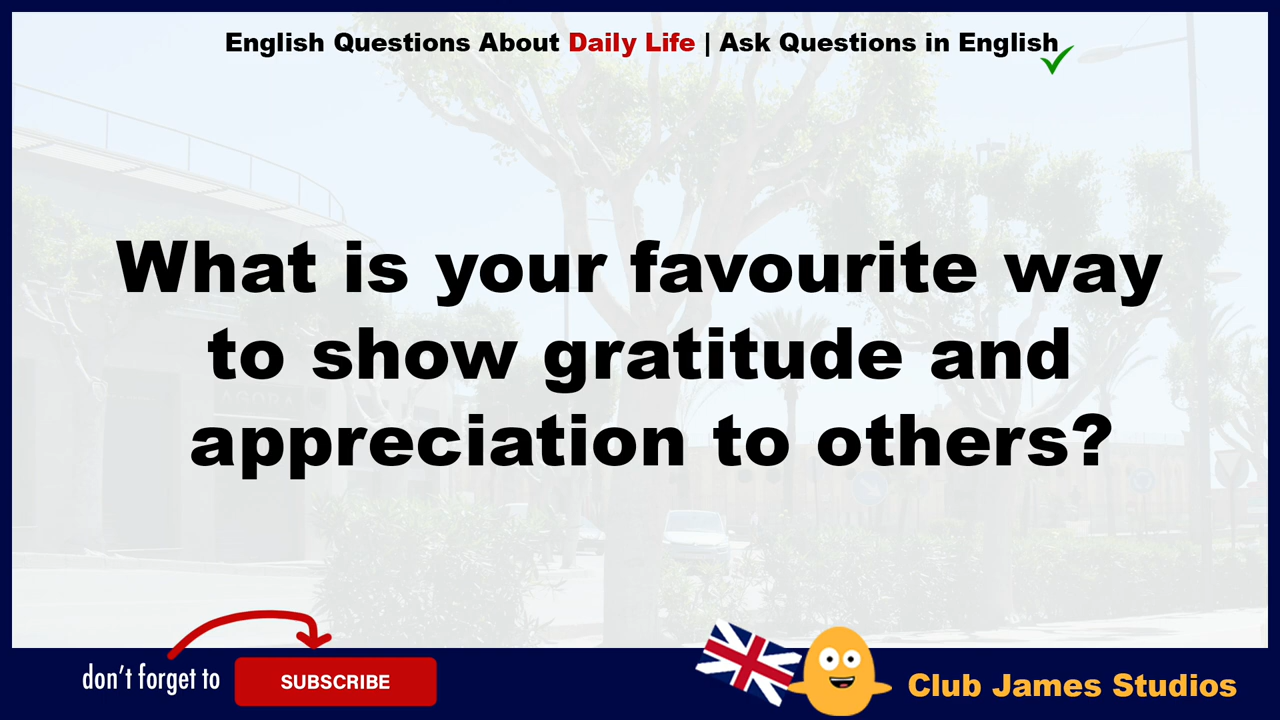 English Questions About Daily Life | Ask Questions in English
What is your favourite way
to show gratitude and
appreciation to others?
don't forget to
SUBSCRIBE
Club James Studios